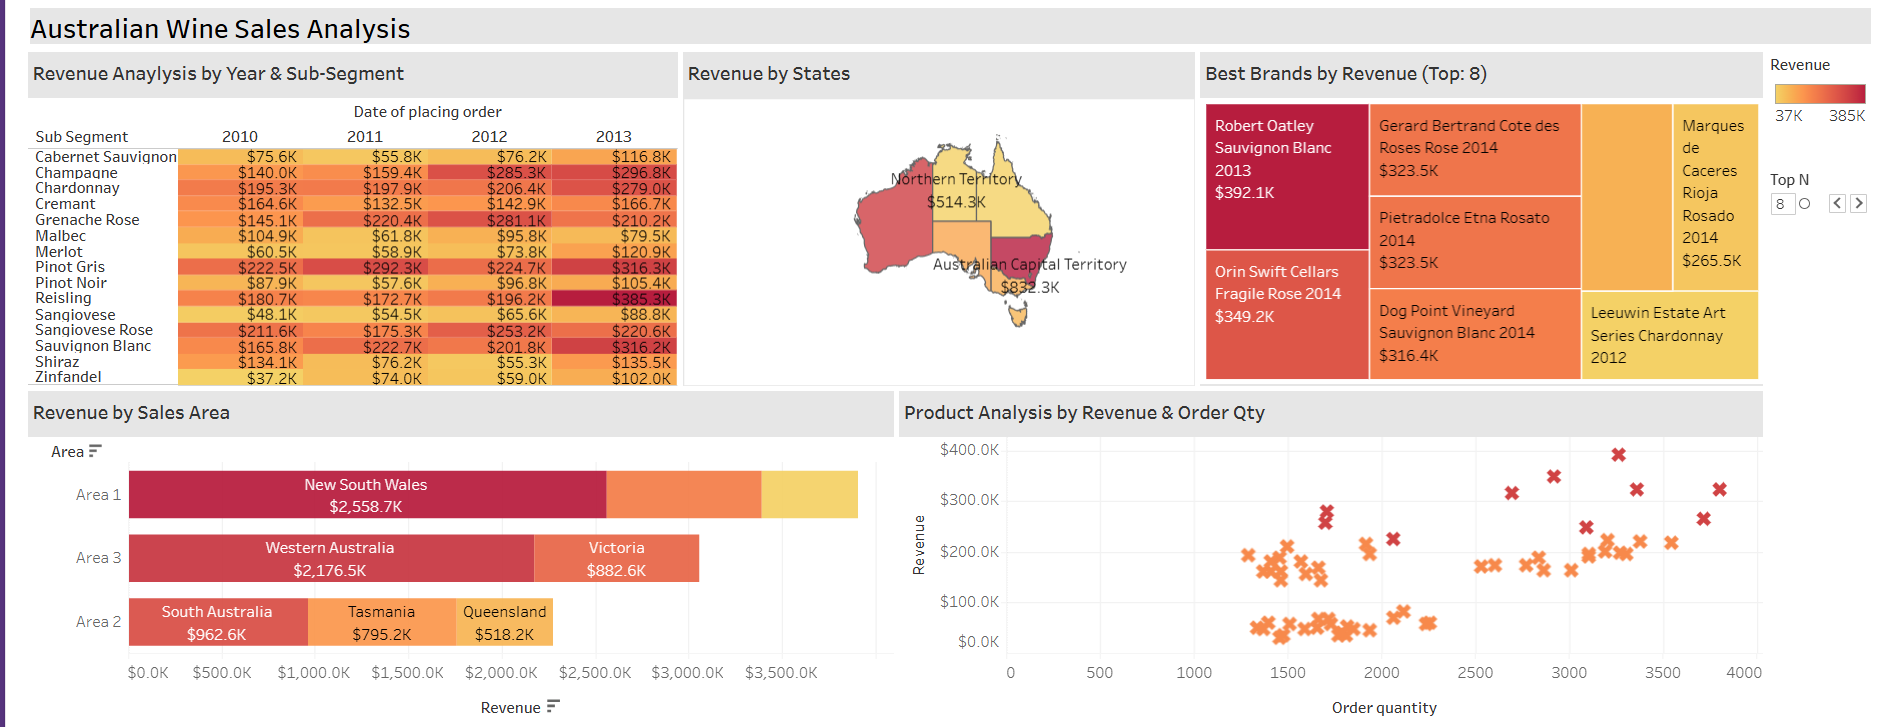 Australian Wine Sales Analysis
Revenue Anaylysis by Year & Sub-Segment
Date of placing order
Sub Segment 2010 2011 2012 2013
Cabernet Sauvignon $75.6K $55.8K $76.2K $116.8K
Champagne $140.0K $159.4K $285.3K $296.8K
Chardonnay $195.3K $197.9K $206.4K $279.0K
Cremant $164.6K $132.5K $142.9K $166.7K
Grenache Rose $145.1K $220.4K $281.1K $210.2K
Malbec $104.9K $61.8K $95.8K $79.5K
Merlot $60.5K $58.9K $73.8K $120.9K
Pinot Gris $222.5K $292.3K $224.7K $316.3K
Pinot Noir $87.9K $57.6K $96.8K $105.4K
Reisling $180.7K $172.7K $196.2K $385.3K
Sangiovese $48.1K $54.5K $65.6K $88.8K
Sangiovese Rose $211.6K $175.3K $253.2K $220.6K
Sauvignon Blanc $165.8K $222.7K $201.8K $316.2K
Shiraz $134.1K $76.2K $55.3K $135.5K
Zinfandel $37.2K $74.0K $59.0K $102.0K
Revenue by States
Northern Territory
$514.3K
Australian Capital Territory
$832.3K
Best Brands by Revenue (Top: 8)
Robert Oatley
Sauvignon Blanc
2013
$392.1K
Orin Swift Cellars
Fragile Rose 2014
$349.2K
Gerard Bertrand Cote des
Roses Rose 2014
$323.5K
Pietradolce Etna Rosato
2014
$323.5K
Dog Point Vineyard
Sauvignon Blanc 2014
$316.4K
Marques
de
Caceres
Rioja
Rosado
2014
$265.5K
Leeuwin Estate Art
Series Chardonnay
2012
Revenue
37K 385K
Top N
8
Revenue by Sales Area
Area
Area 1
New South Wales
$2,558.7K
Area 3
Western Australia
$2,176.5K
Victoria
$882.6K
Area 2
South Australia
$962.6K
Tasmania
$795.2K
Queensland
$518.2K
$0.0K $500.0K $1,000.0K $1,500.0K $2,000.0K $2,500.0K $3,000.0K $3,500.0K
Revenue
Product Analysis by Revenue & Order Qty
Revenue
$400.0K
$300.0K
$200.0K
$100.0K
$0.0K
0 500 1000 1500 2000 2500 3000 3500 4000
Order quantity